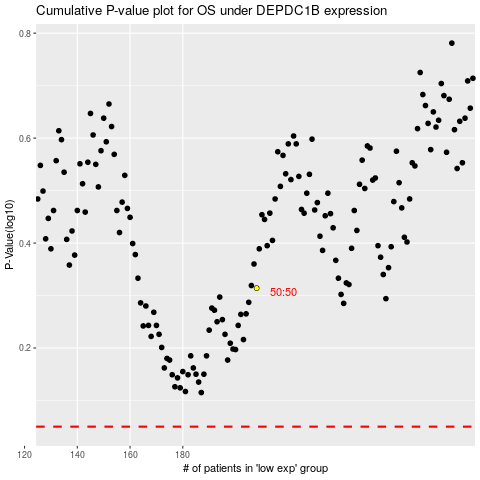 Cumulative P-value plot for OS under DEPDC1B expression
0.8
0.6
0.4
0.2
P-Value(log10)
50:50
120 140 160 180
# of patients in 'low exp' group